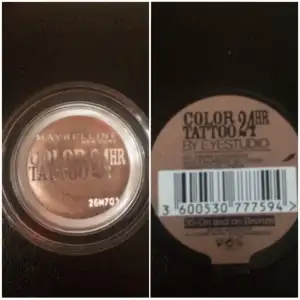 MAYBELLINE
NEW YORK
COLOR 24HR
TATTOO
26M701
COLOR 24HR
TATTOO
BY EYESTUDIO
3 600530 777594
On and on Bronze